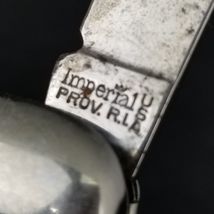 Imperial
PROV. R.I.
USA